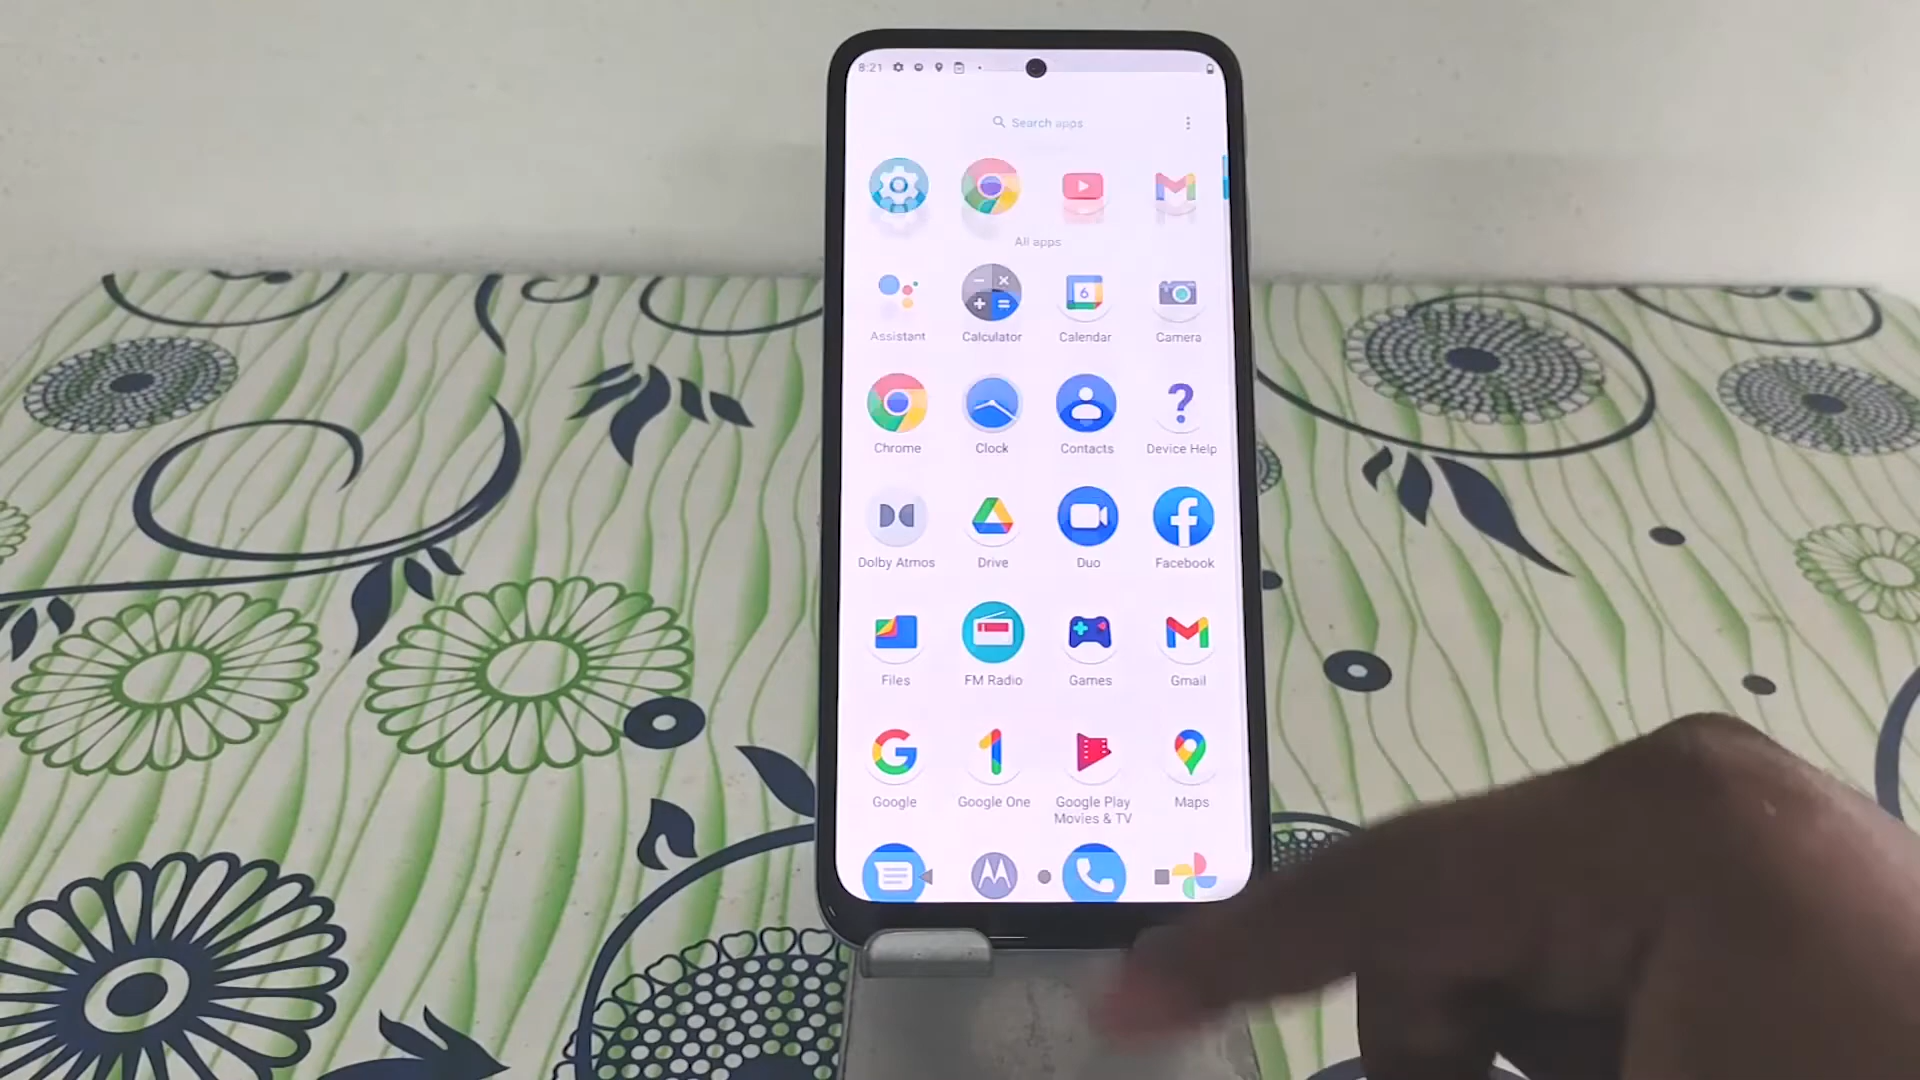 8:21
Search apps
All apps
6
Assistant Calculator Calendar Camera
Chrome Clock Contacts Device Help
Dolby Atmos Drive Duo Facebook
Files FM Radio Games Gmail
Google Google One Google Play Maps
Movies & TV